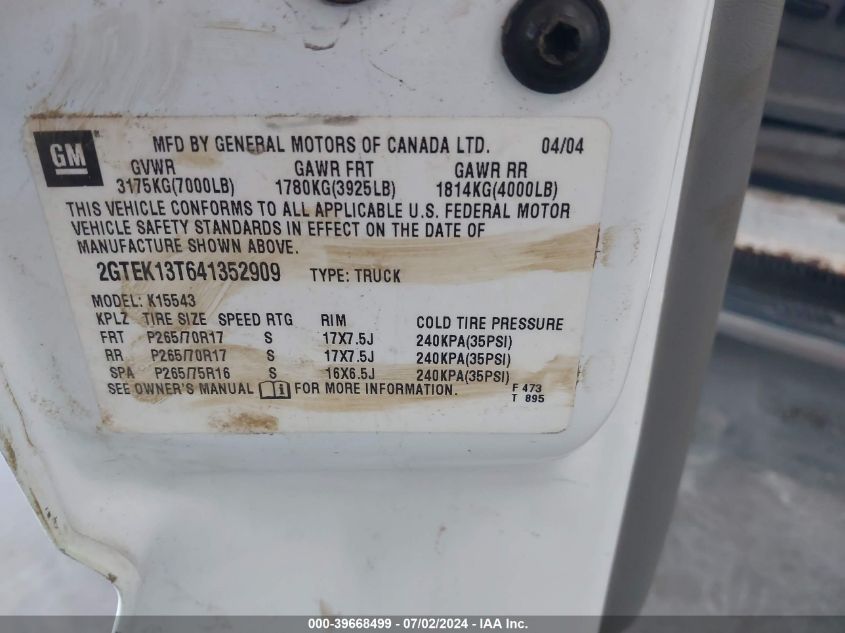 GM MFD BY GENERAL MOTORS OF CANADA LTD. 04/04
GVWR GAWR FRT GAWR RR
3175KG(7000LB) 1780KG(3925LB) 1814KG(4000LB)
THIS VEHICLE CONFORMS TO ALL APPLICABLE U.S. FEDERAL MOTOR
VEHICLE SAFETY STANDARDS IN EFFECT ON THE DATE OF
MANUFACTURE SHOWN ABOVE.
2GTEK13T641352909 TYPE: TRUCK
MODEL: K15543
KPLZ TIRE SIZE SPEED RTG RIM COLD TIRE PRESSURE
FRT P265/70R17 S 17X7.5J 240KPA(35PSI)
RR P265/70R17 S 17X7.5J 240KPA(35PSI)
SPA P265/75R16 S 16X6.5J 240KPA(35PSI)
SEE OWNER'S MANUAL FOR MORE INFORMATION. F 473
T 895
000-39668499 - 07/02/2024 - IAA Inc.